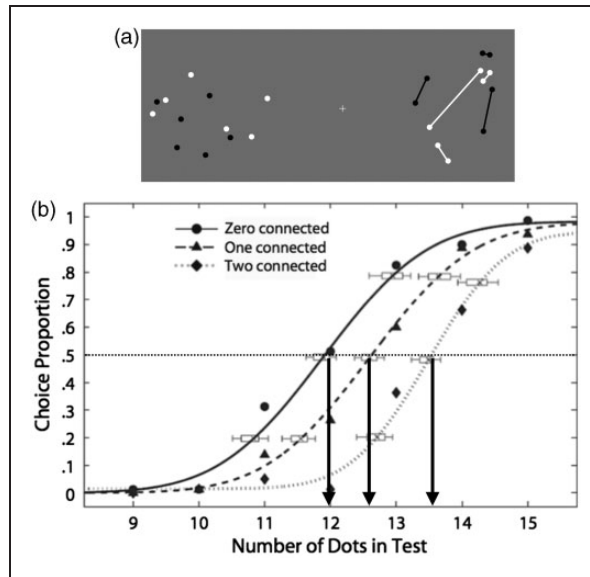 (a)
(b)
1
.9
.8
.7
.6
.5
.4
.3
.2
.1
0
Choice Proportion
Zero connected
One connected
Two connected
9 10 11 12 13 14 15
Number of Dots in Test